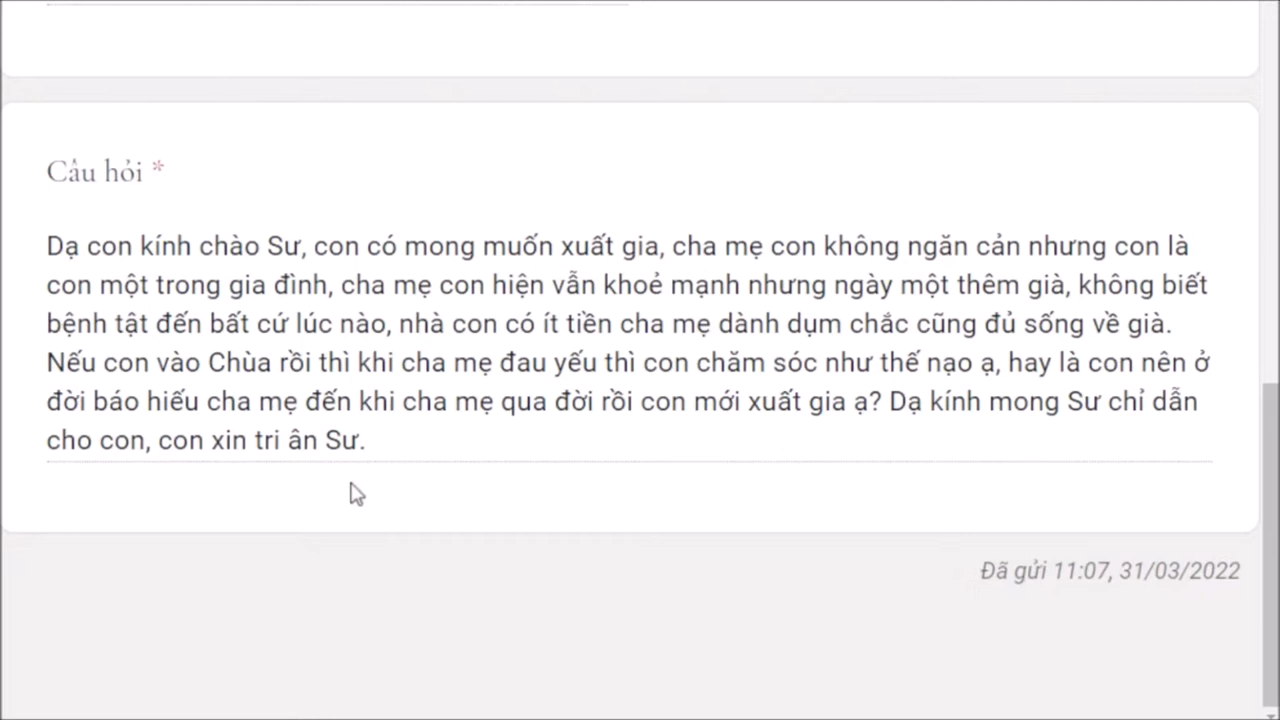 Câu hỏi *
Dạ con kính chào Sư, con có mong muốn xuất gia, cha mẹ con không ngăn cản nhưng con là
con một trong gia đình, cha mẹ con hiện vẫn khoẻ mạnh nhưng ngày một thêm già, không biết
bệnh tật đến bất cứ lúc nào, nhà con có ít tiền cha mẹ dành dụm chắc cũng đủ sống về già.
Nếu con vào Chùa rồi thì khi cha mẹ đau yếu thì con chăm sóc như thế nạo ạ, hay là con nên ở
đời báo hiếu cha mẹ đến khi cha mẹ qua đời rồi con mới xuất gia ạ? Dạ kính mong Sư chỉ dẫn
cho con, con xin tri ân Sư.
Đã gửi 11:07, 31/03/2022